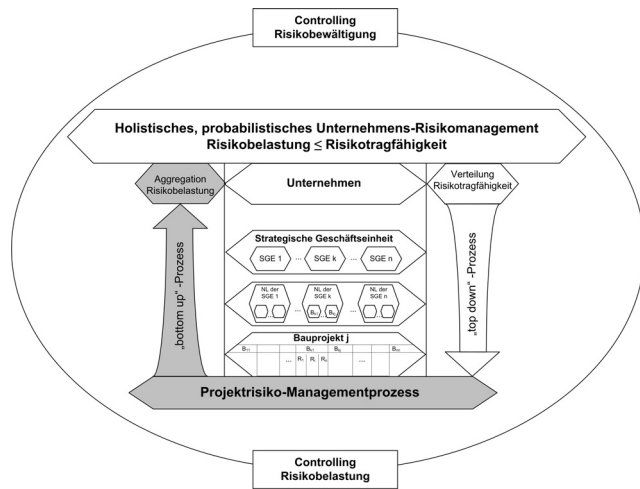 Controlling
Risikobewältigung
Holistisches, probabilistisches Unternehmens-Risikomanagement
Risikobelastung ≤ Risikotragfähigkeit
Aggregation
Risikobelastung
Unternehmen
Verteilung
Risikotragfähigkeit
Strategische Geschäftseinheit
SGE 1 ... SGE k ... SGE n
NL der NL der NL der
SGE 1 SGE k SGE n
... ...
Bauprojekt j
... ...
„bottom up“ -Prozess
„top down“ -Prozess
Projektrisiko-Managementprozess
Controlling
Risikobelastung